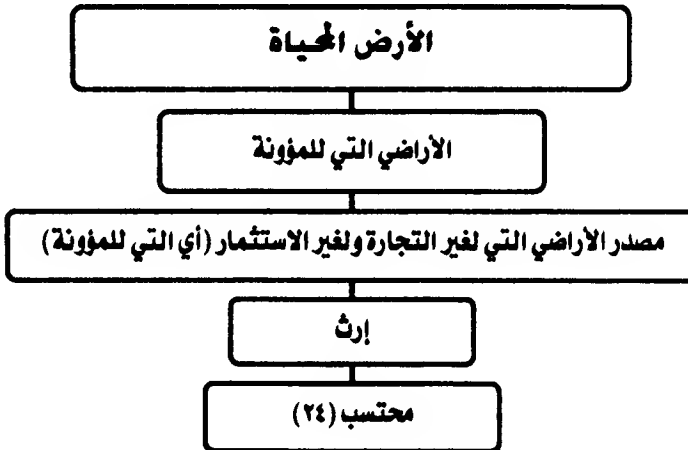 الأرض المحياة
الأراضي التي للمؤونة
مصدر الأراضي التي لغير التجارة ولغير الاستثمار (أي التي للمؤونة)
إرث
محتسب (٢٤)